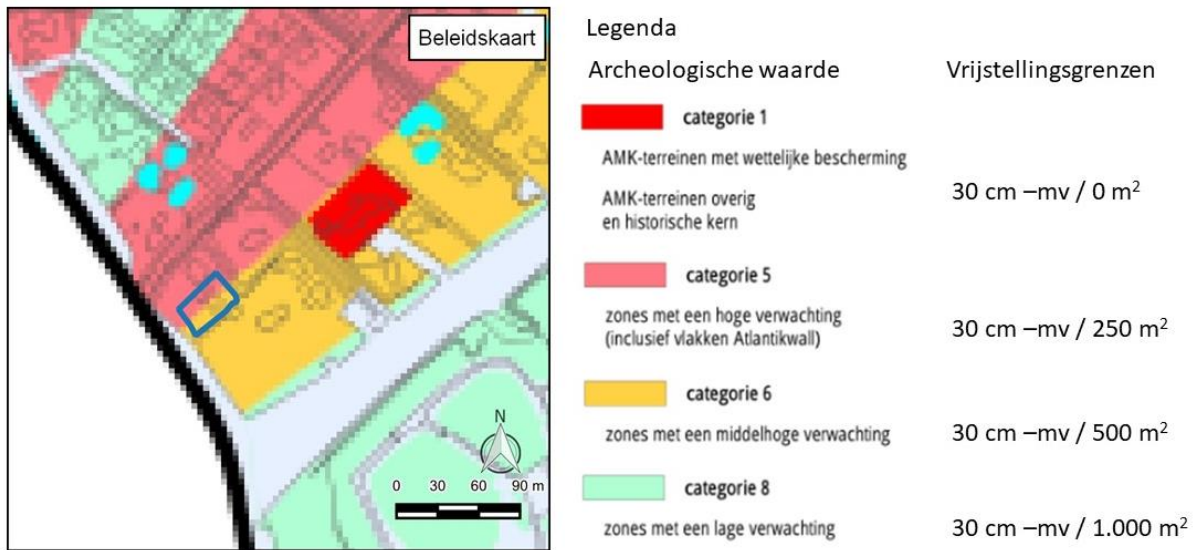 Beleidskaart
N
0 30 60 90 m
Legenda
Archeologische waarde Vrijstellingsgrenzen
categorie 1
AMK-terreinen met wettelijke bescherming
AMK-terreinen overig
en historische kern
30 cm –mv / 0 m²
categorie 5
zones met een hoge verwachting
(inclusief vlakken Atlantikwall)
30 cm –mv / 250 m²
categorie 6
zones met een middelhoge verwachting
30 cm –mv / 500 m²
categorie 8
zones met een lage verwachting
30 cm –mv / 1.000 m²